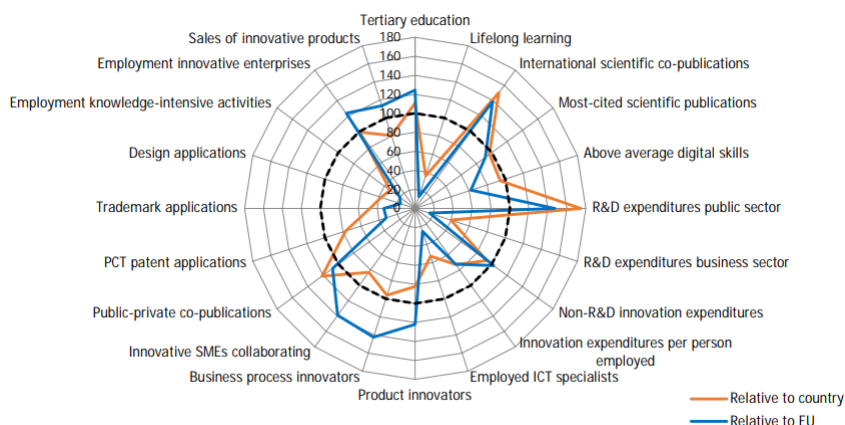 Tertiary education
Lifelong learning
International scientific co-publications
Most-cited scientific publications
Above average digital skills
R&D expenditures public sector
R&D expenditures business sector
Non-R&D innovation expenditures
Innovation expenditures per person
employed
Employed ICT specialists
Product innovators
Business process innovators
Innovative SMEs collaborating
Public-private co-publications
PCT patent applications
Trademark applications
Design applications
Employment knowledge-intensive activities
Employment innovative enterprises
Sales of innovative products
180
160
140
120
100
80
60
40
20
0
Relative to country
Relative to EU